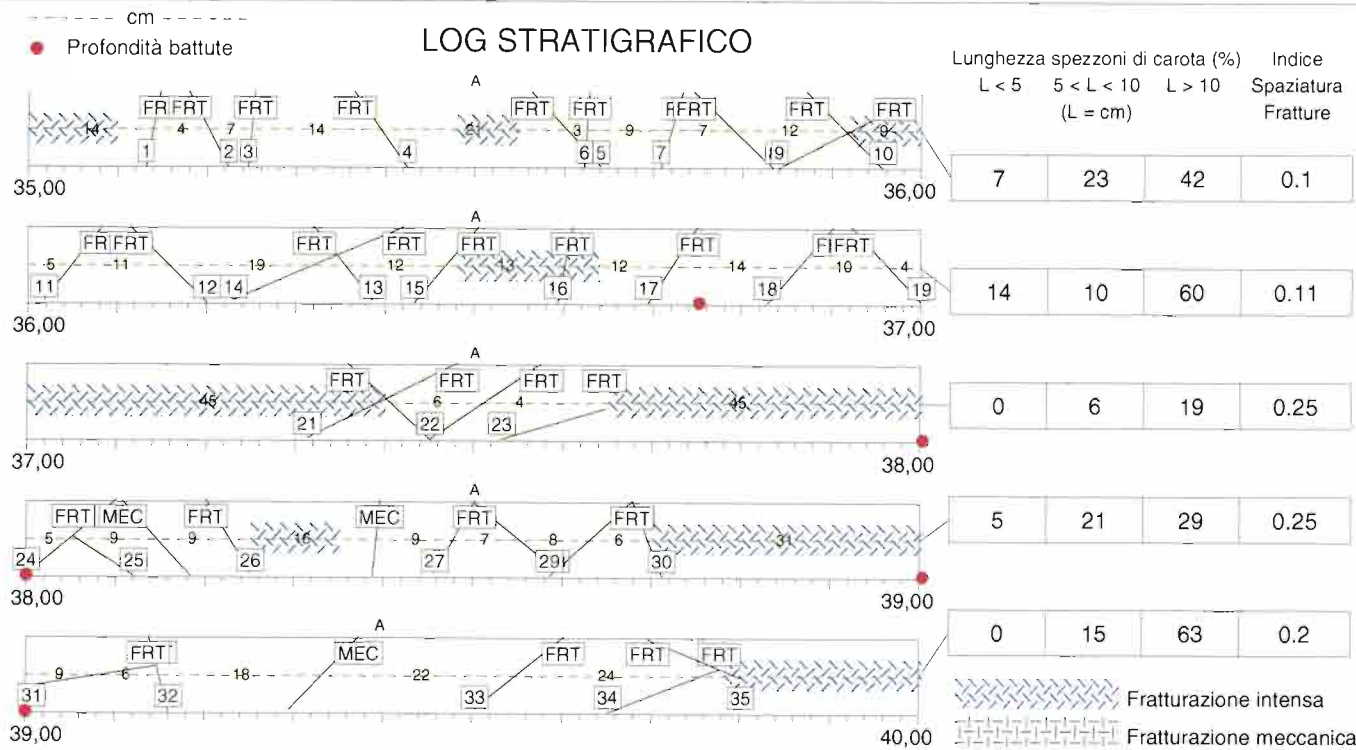 cm
LOG STRATIGRAFICO
Profondità battute
Lunghezza spezzoni di carota (%) Indice
L < 5 5 < L < 10 L > 10 Spaziatura
(L = cm) Fratture
A
FR FRT FRT FRT FRT FRT FRT FRT FRT
14 4 7 14 21 3 9 7 12 9
1 2 3 4 6 5 7 9 10
35,00 36,00
7 23 42 0.1
A
FR FRT FRT FRT FRT FRT FRT FRT
5 11 19 12 13 12 14 10 4
11 12 14 13 15 16 17 18 19
36,00 37,00
14 10 60 0.11
A
FRT FRT FRT FRT
45 6 4 45
21 22 23
37,00 38,00
0 6 19 0.25
A
FRT MEC FRT MEC FRT FRT
5 9 9 16 9 7 8 6 31
24 25 26 27 29 30
38,00 39,00
5 21 29 0.25
A
FRT MEC FRT FRT FRT
9 6 18 22 24
31 32 33 34 35
39,00 40,00
0 15 63 0.2
Fratturazione intensa
Fratturazione meccanica